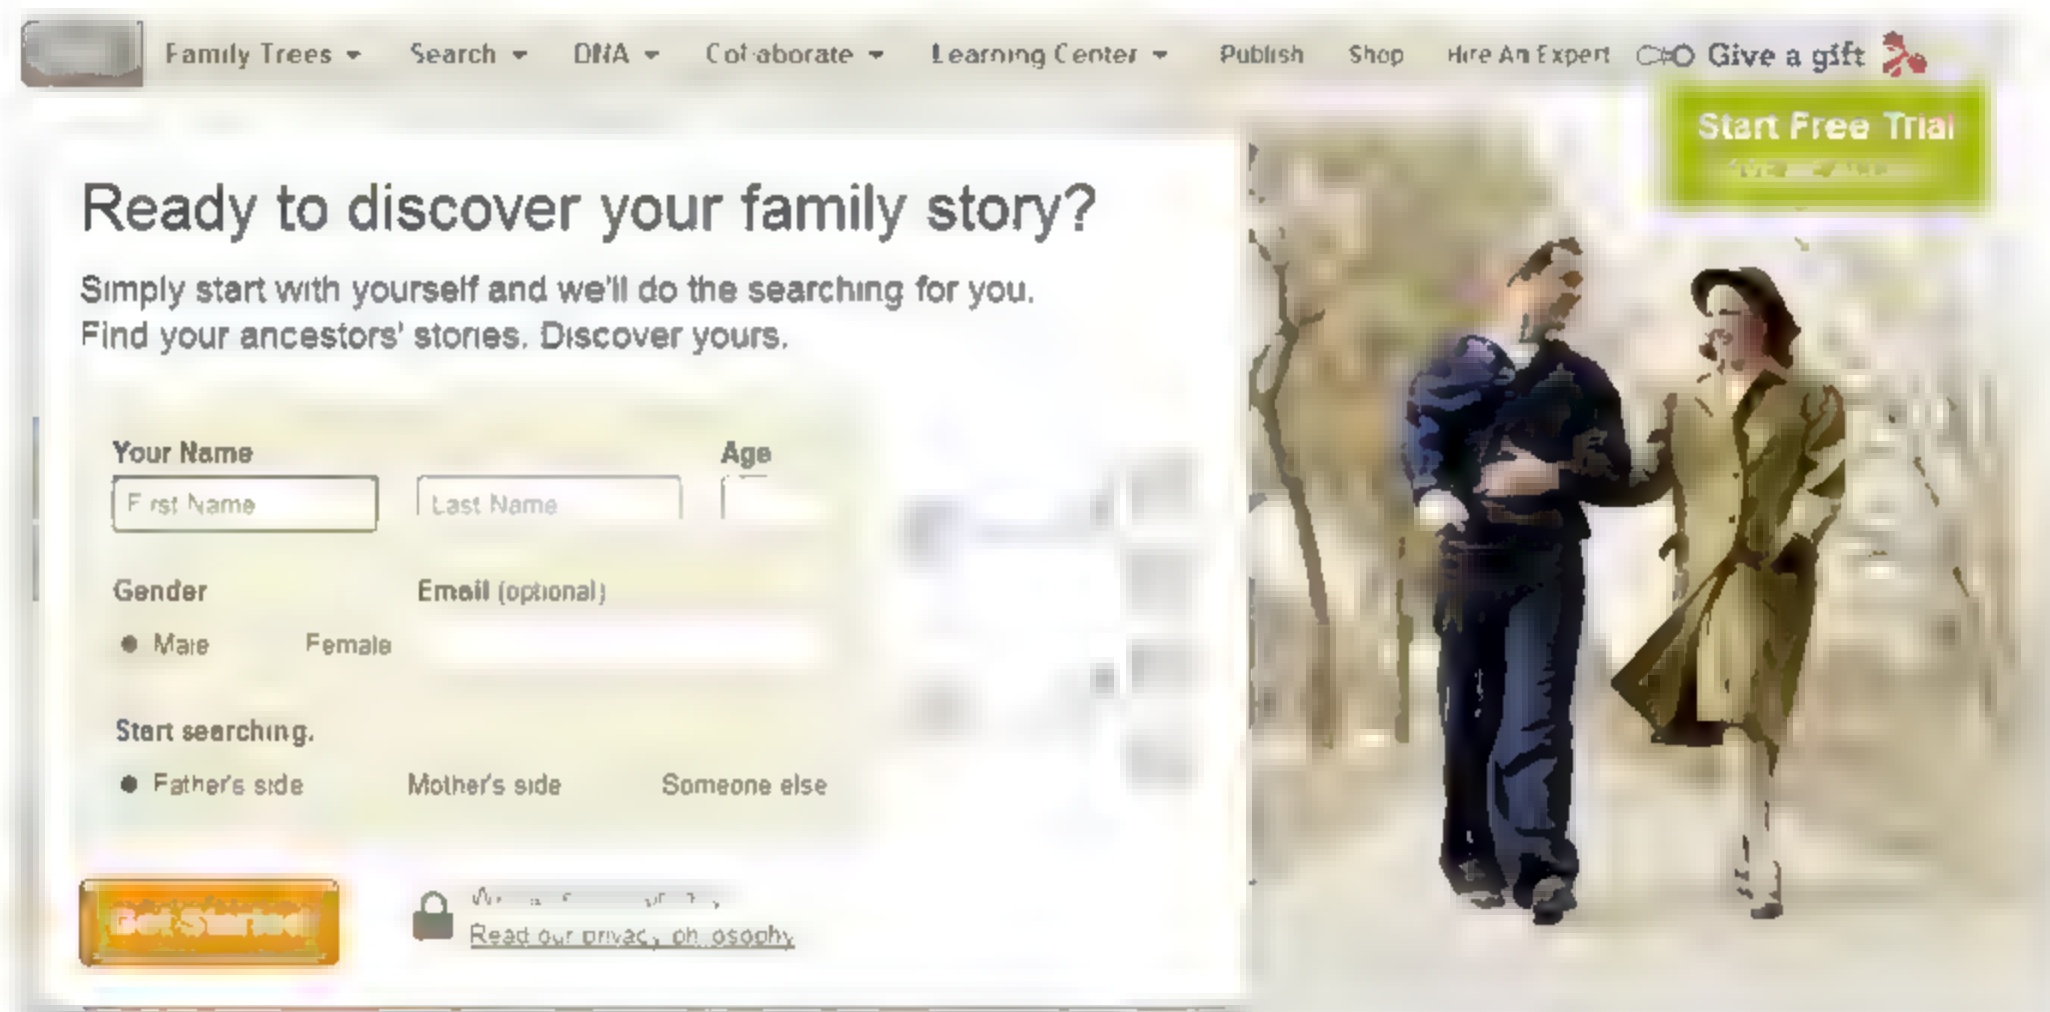 Family Trees Search DNA Collaborate Learning Center Publish Shop Hire An Expert Give a gift
Start Free Trial
Ready to discover your family story?
Simply start with yourself and we'll do the searching for you.
Find your ancestors' stories. Discover yours.
Your Name Age
First Name Last Name
Gender Email (optional)
Male Female
Start searching.
Father's side Mother's side Someone else
Get Started
Read our privacy philosophy